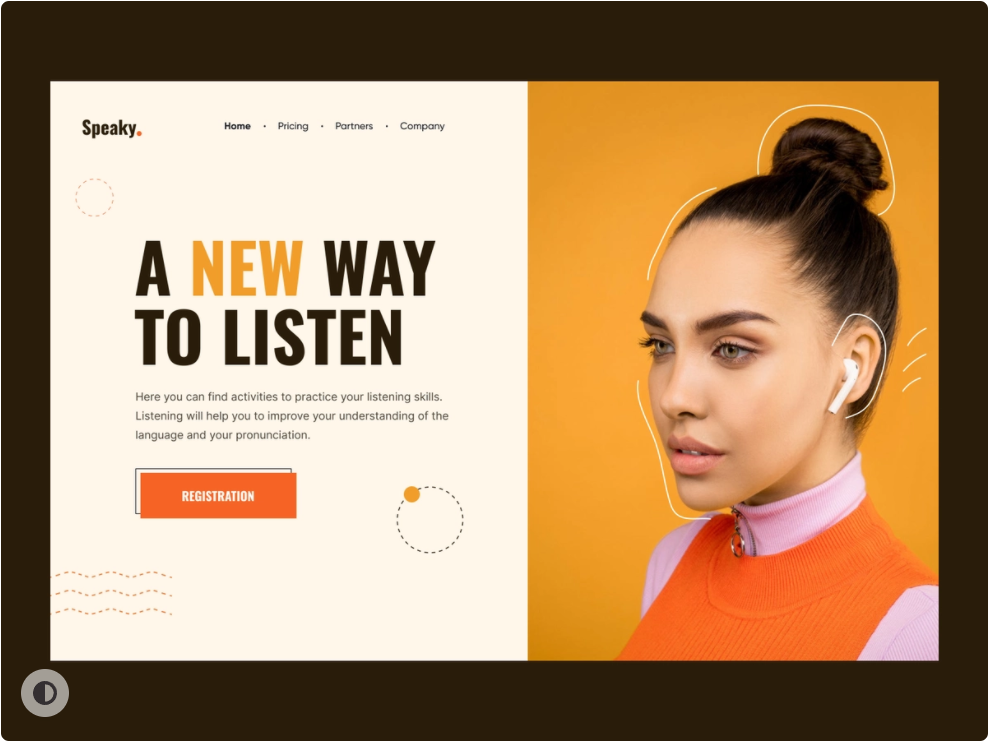 Speaky.
Home • Pricing • Partners • Company
A NEW WAY
TO LISTEN
Here you can find activities to practice your listening skills.
Listening will help you to improve your understanding of the
language and your pronunciation.
REGISTRATION